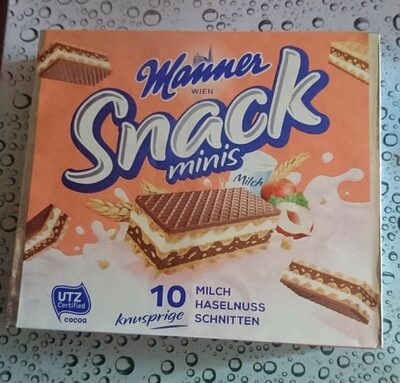 Manner
WIEN
Snack
minis
Milch
10 knusprige
MILCH
HASELNUSS
SCHNITTEN
UTZ
Certified
cocoa